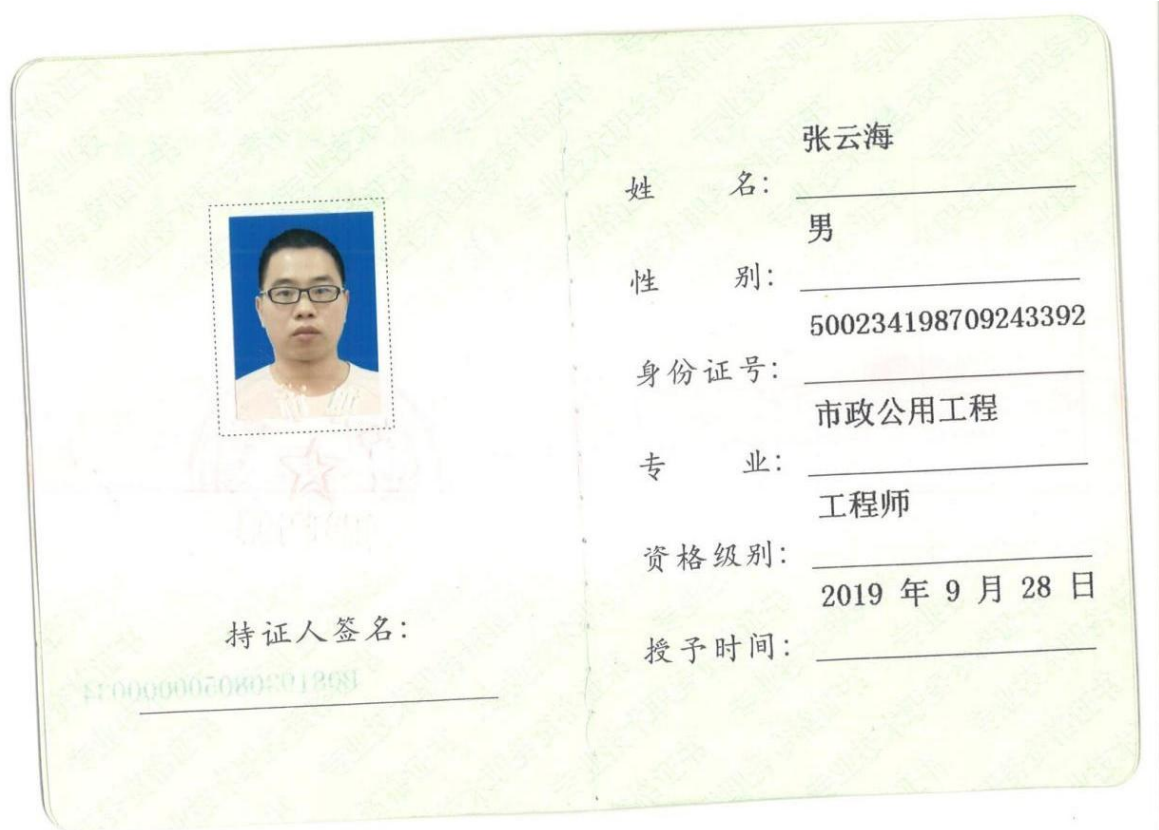 持证人签名:
张云海
姓 名:
男
性 别:
500234198709243392
身份证号:
市政公用工程
专 业:
工程师
资格级别:
2019 年 9 月 28 日
授予时间: